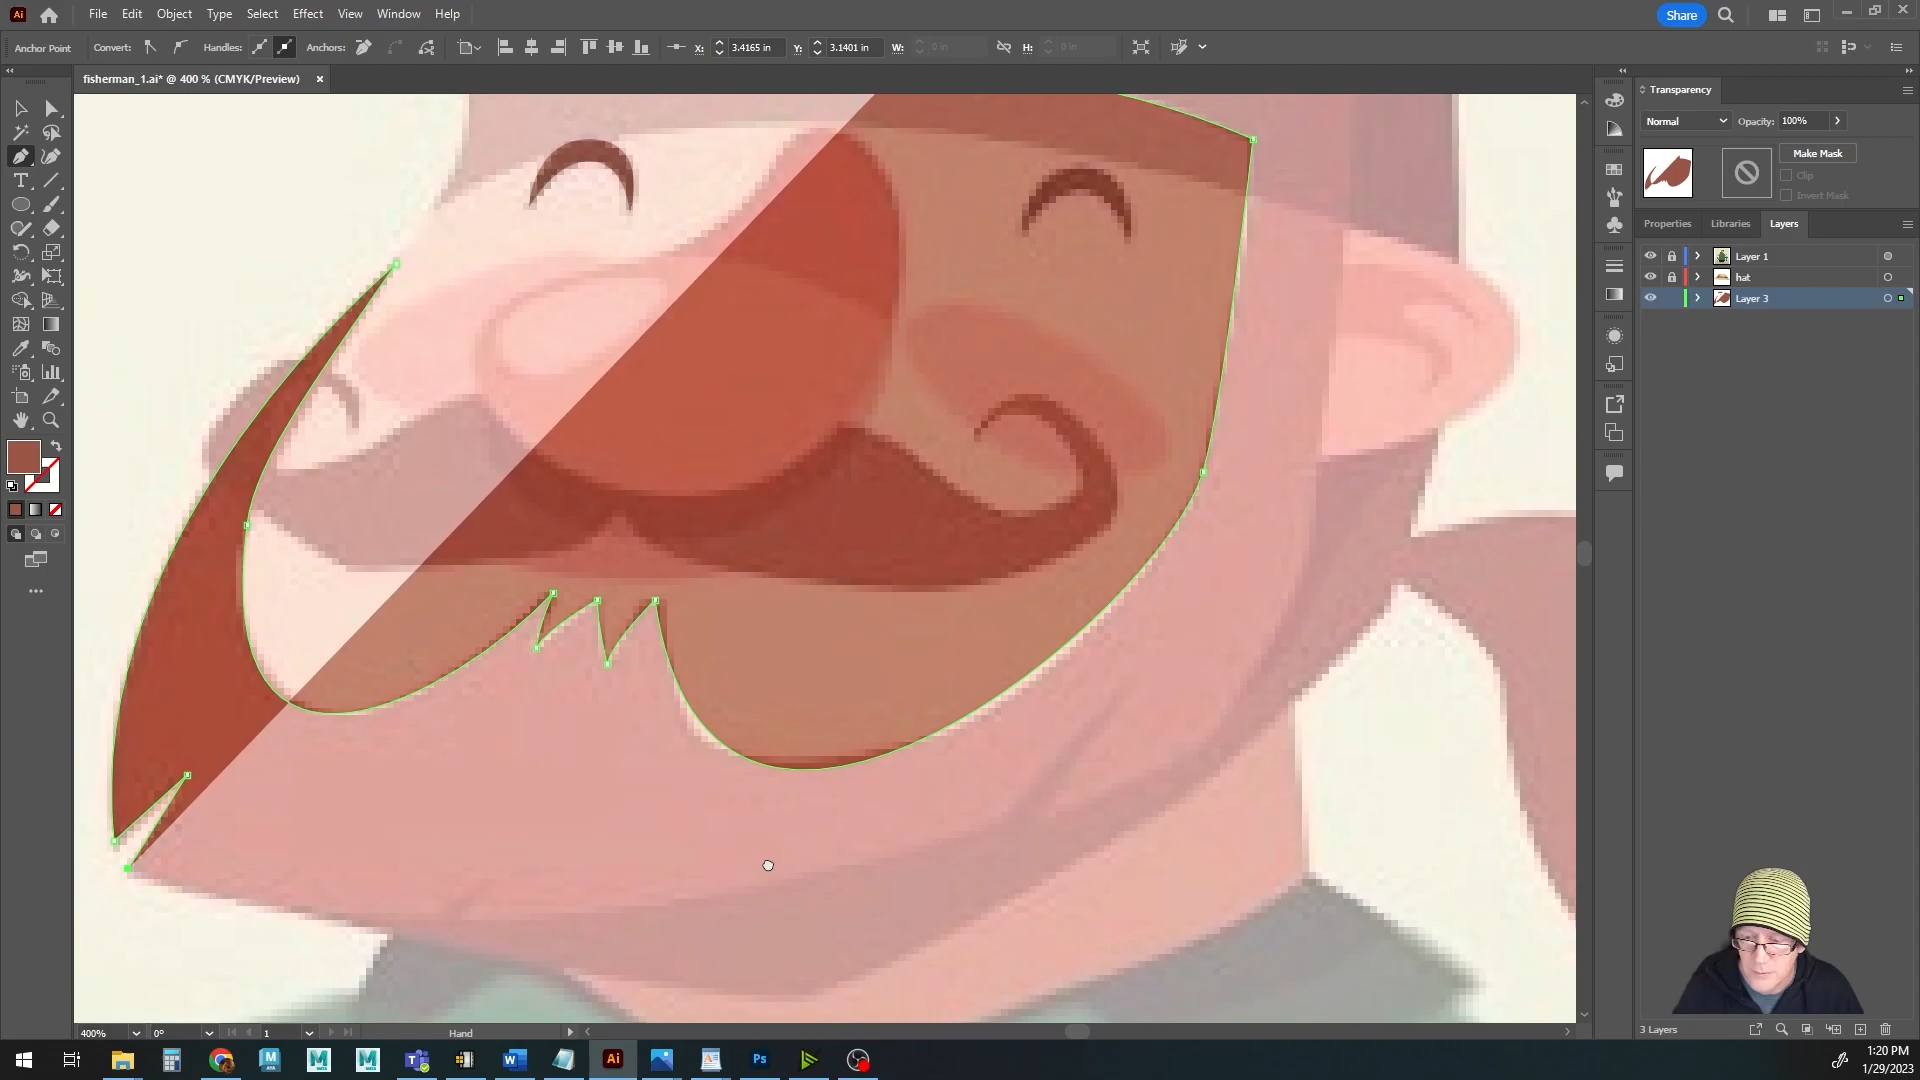 Ai File Edit Object Type Select Effect View Window Help Share
Anchor Point Convert: Handles: Anchors: X: 3.4165 in Y: 3.1401 in W: 0 in H: 0 in
fisherman_1.ai* @ 400 % (CMYK/Preview) ×
Transparency
Normal Opacity: 100%
Make Mask
Clip
Invert Mask
Properties Libraries Layers
Layer 1
hat
Layer 3
400% 0° 1 Hand
3 Layers
Ai Ps
1:20 PM
1/29/2023